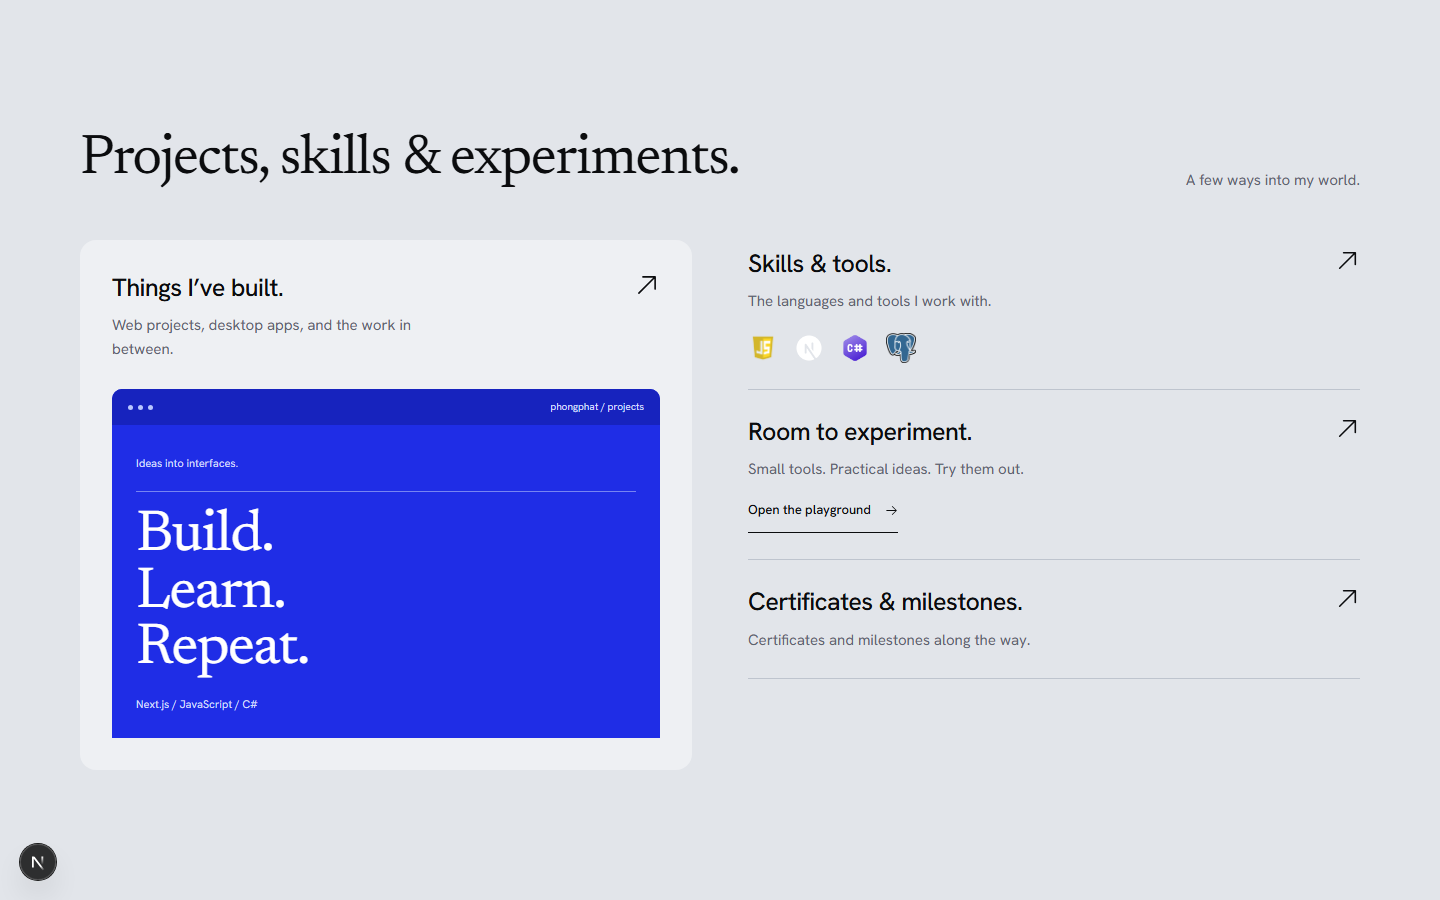 Projects, skills & experiments.
A few ways into my world.
Things I’ve built.
Web projects, desktop apps, and the work in
between.
phongphat / projects
Ideas into interfaces.
Build.
Learn.
Repeat.
Next.js / JavaScript / C#
Skills & tools.
The languages and tools I work with.
JS
N
C#
Room to experiment.
Small tools. Practical ideas. Try them out.
Open the playground
Certificates & milestones.
Certificates and milestones along the way.
N